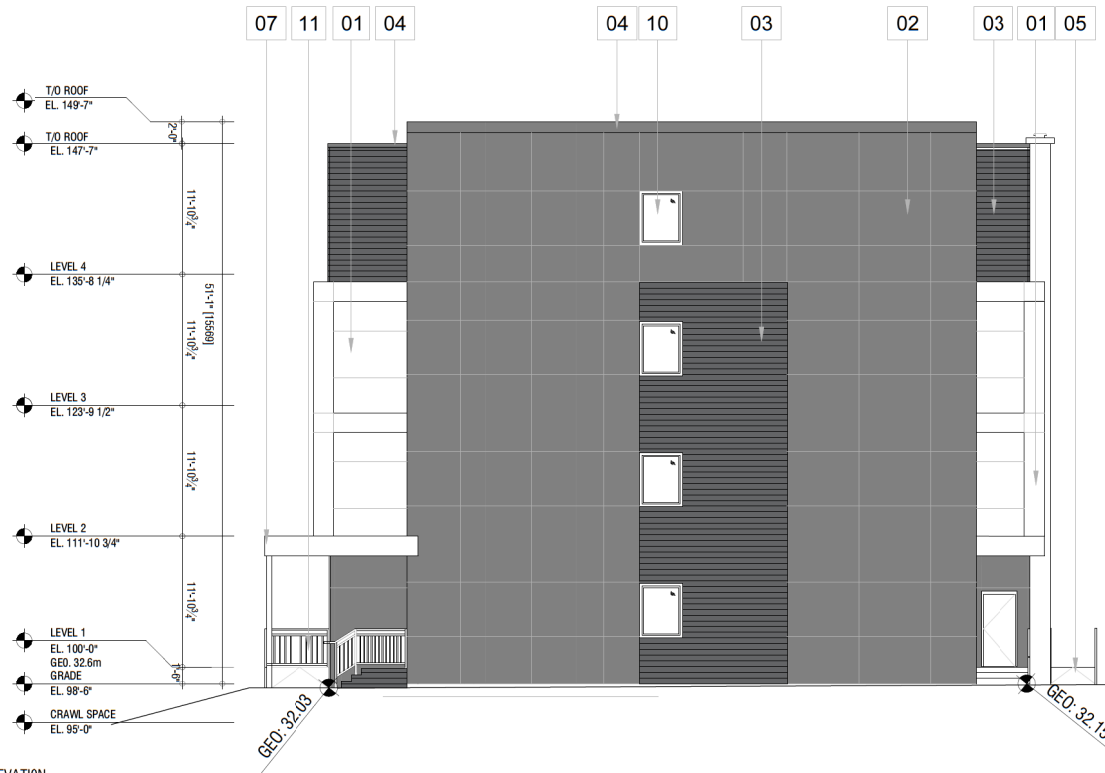 07 11 01 04 04 10 03 02 03 01 05
T/O ROOF
EL. 149'-7"
2'-0"
T/O ROOF
EL. 147'-7"
11'-10¾"
LEVEL 4
EL. 135'-8 1/4"
51'-1" [15569]
11'-10¾"
LEVEL 3
EL. 123'-9 1/2"
11'-10¾"
LEVEL 2
EL. 111'-10 3/4"
11'-10¾"
LEVEL 1
EL. 100'-0"
GEO. 32.6m
1'-6"
GRADE
EL. 98'-6"
CRAWL SPACE
EL. 95'-0"
GEO: 32.03
GEO: 32.15